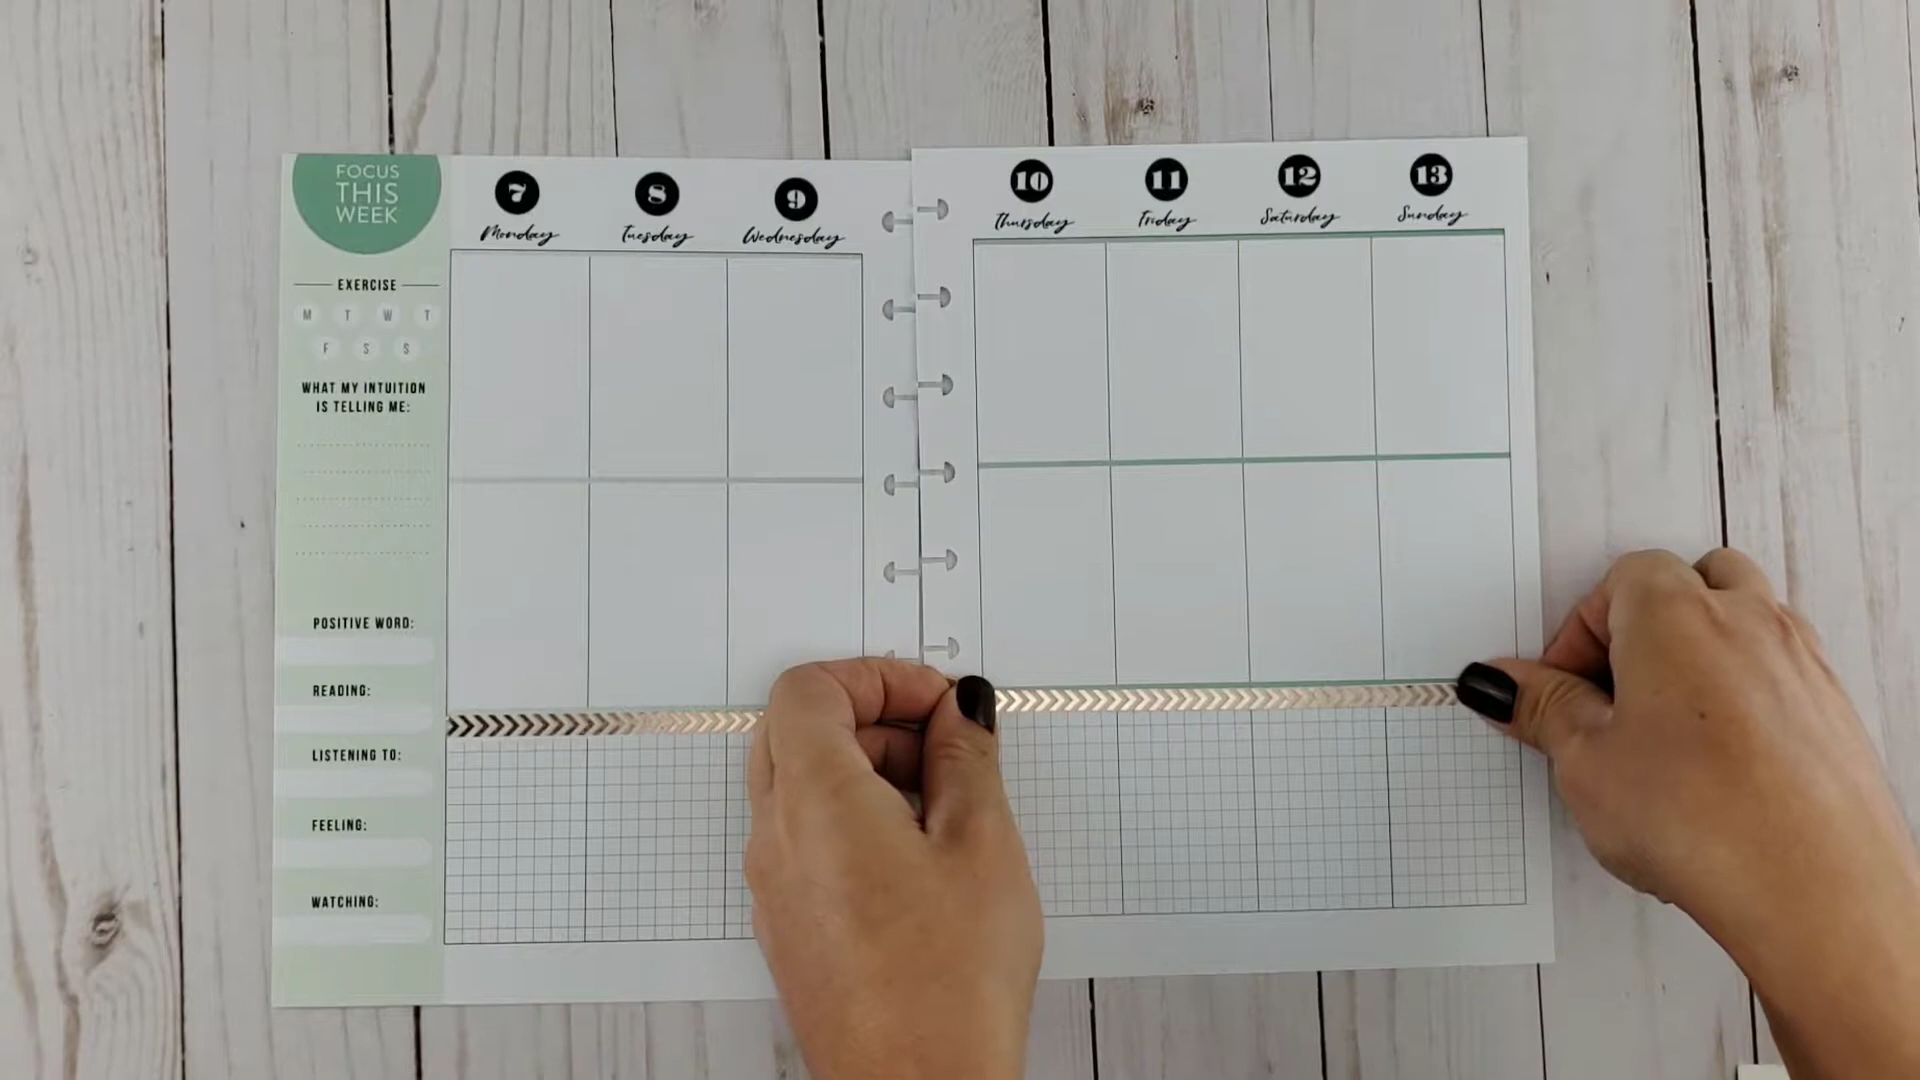 FOCUS
THIS
WEEK
EXERCISE
M T W T
F S S
WHAT MY INTUITION
IS TELLING ME:
POSITIVE WORD:
READING:
LISTENING TO:
FEELING:
WATCHING:
7 8 9
Monday Tuesday Wednesday
10 11 12 13
Thursday Friday Saturday Sunday